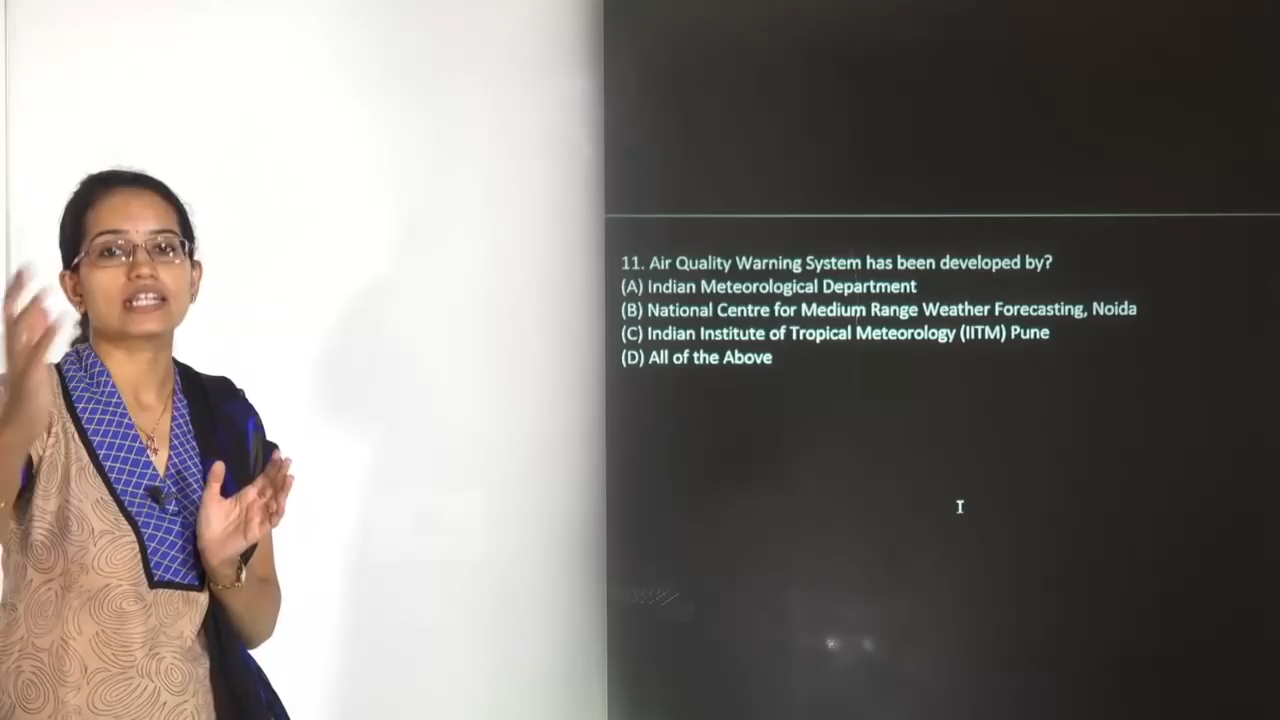 11. Air Quality Warning System has been developed by?
(A) Indian Meteorological Department
(B) National Centre for Medium Range Weather Forecasting, Noida
(C) Indian Institute of Tropical Meteorology (IITM) Pune
(D) All of the Above